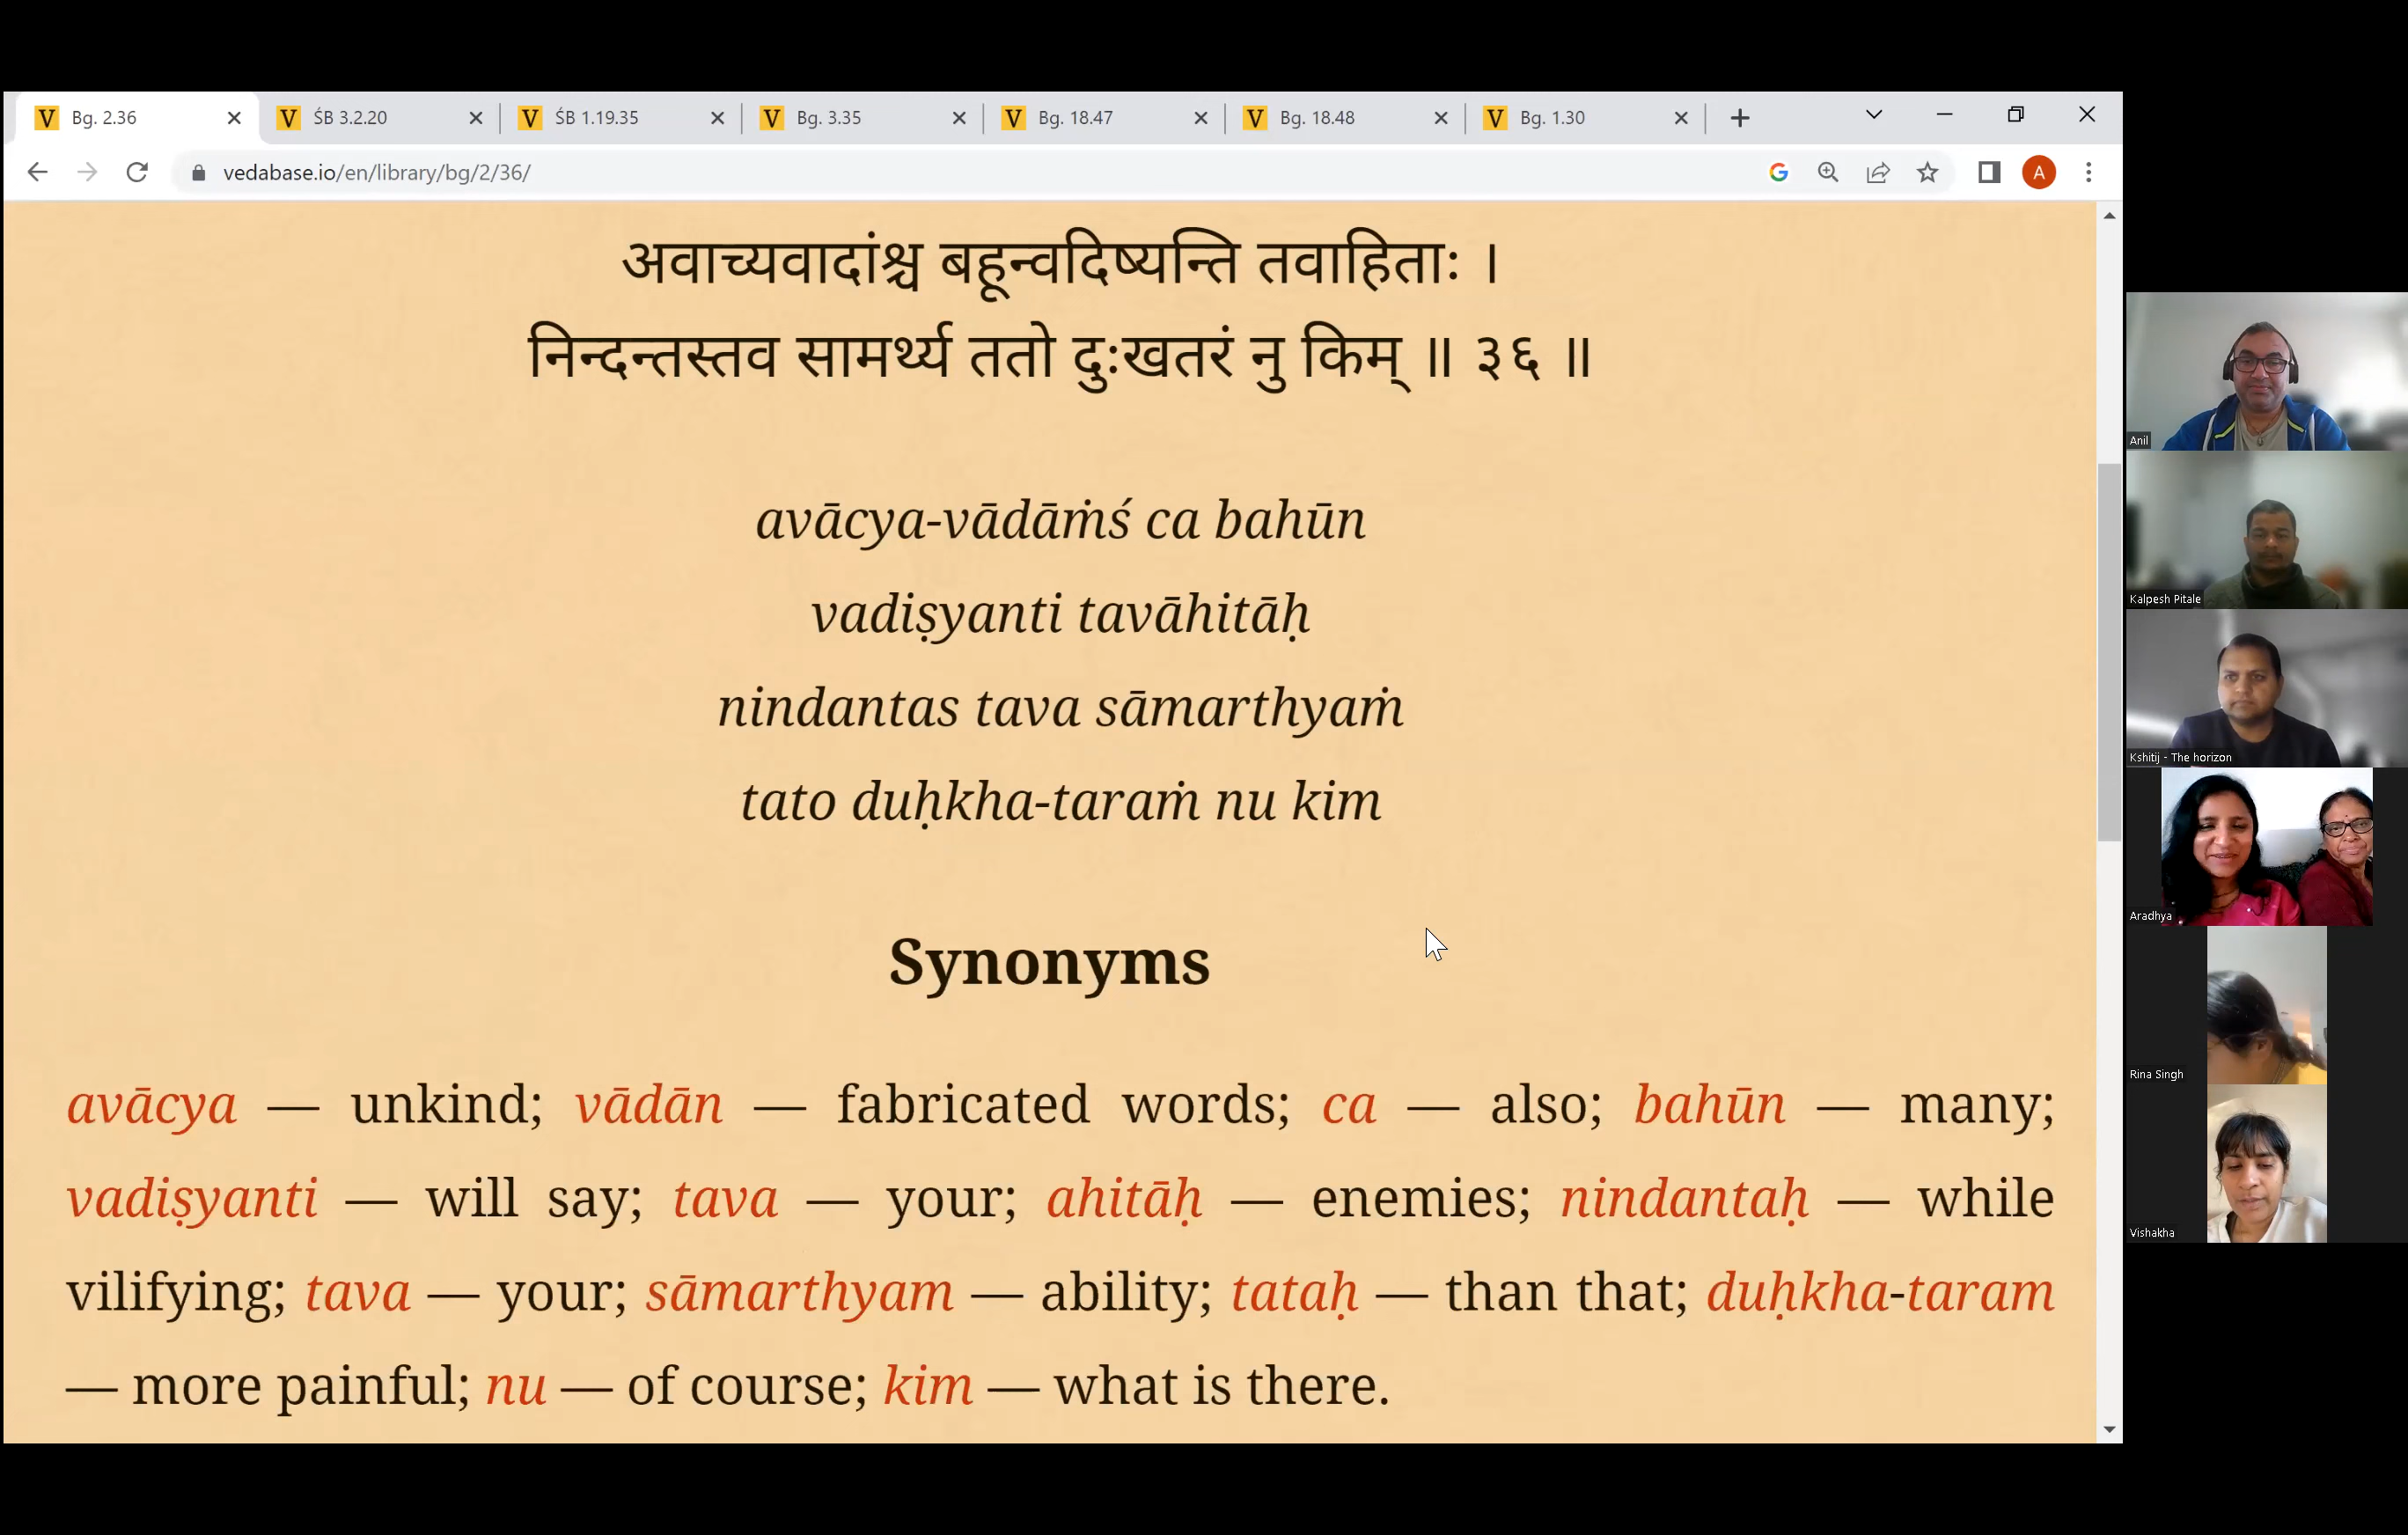 Bg. 2.36
ŚB 3.2.20
ŚB 1.19.35
Bg. 3.35
Bg. 18.47
Bg. 18.48
Bg. 1.30
vedabase.io/en/library/bg/2/36/
A
अवाच्यवादांश्च बहून्वदिष्यन्ति तवाहिताः ।
निन्दन्तस्तव सामर्थ्य ततो दुःखतरं नु किम् ॥ ३६ ॥
avācya-vādāṁś ca bahūn
vadiṣyanti tavāhitāḥ
nindantas tava sāmarthyaṁ
tato duḥkha-taraṁ nu kim
Synonyms
avācya — unkind; vādān — fabricated words; ca — also; bahūn — many;
vadiṣyanti — will say; tava — your; ahitāḥ — enemies; nindantaḥ — while
vilifying; tava — your; sāmarthyam — ability; tataḥ — than that; duḥkha-taram
— more painful; nu — of course; kim — what is there.
Anil
Kalpesh Pitale
Kshitij - The horizon
Aradhya
Rina Singh
Vishakha